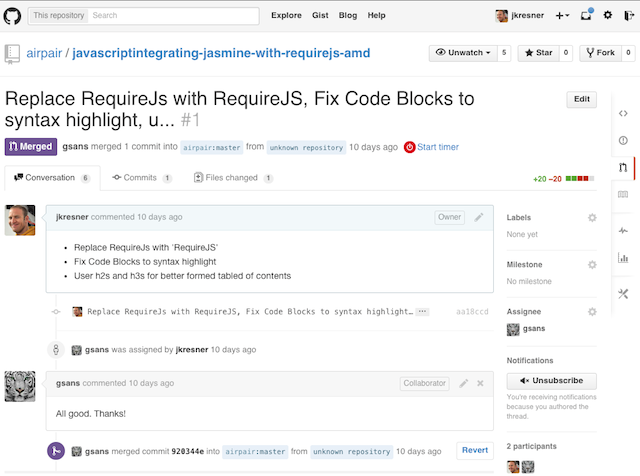 This repository Search Explore Gist Blog Help jkresner
airpair / javascriptintegrating-jasmine-with-requirejs-amd Unwatch 5 Star 0 Fork 0
Replace RequireJs with RequireJS, Fix Code Blocks to
syntax highlight, u... #1
Edit
Merged gsans merged 1 commit into airpair:master from unknown repository 10 days ago Start timer
Conversation 6 Commits 1 Files changed 1 +20 −20
jkresner commented 10 days ago Owner
Replace RequireJs with `RequireJS'
Fix Code Blocks to syntax highlight
User h2s and h3s for better formed tabled of contents
Replace RequireJs with RequireJS, Fix Code Blocks to syntax highlight… ... aa18ccd
gsans was assigned by jkresner 10 days ago
gsans commented 10 days ago Collaborator
All good. Thanks!
gsans merged commit 920344e into airpair:master from unknown repository 10 days ago Revert
Labels
None yet
Milestone
No milestone
Assignee
gsans
Notifications
Unsubscribe
You're receiving notifications
because you authored the
thread.
2 participants